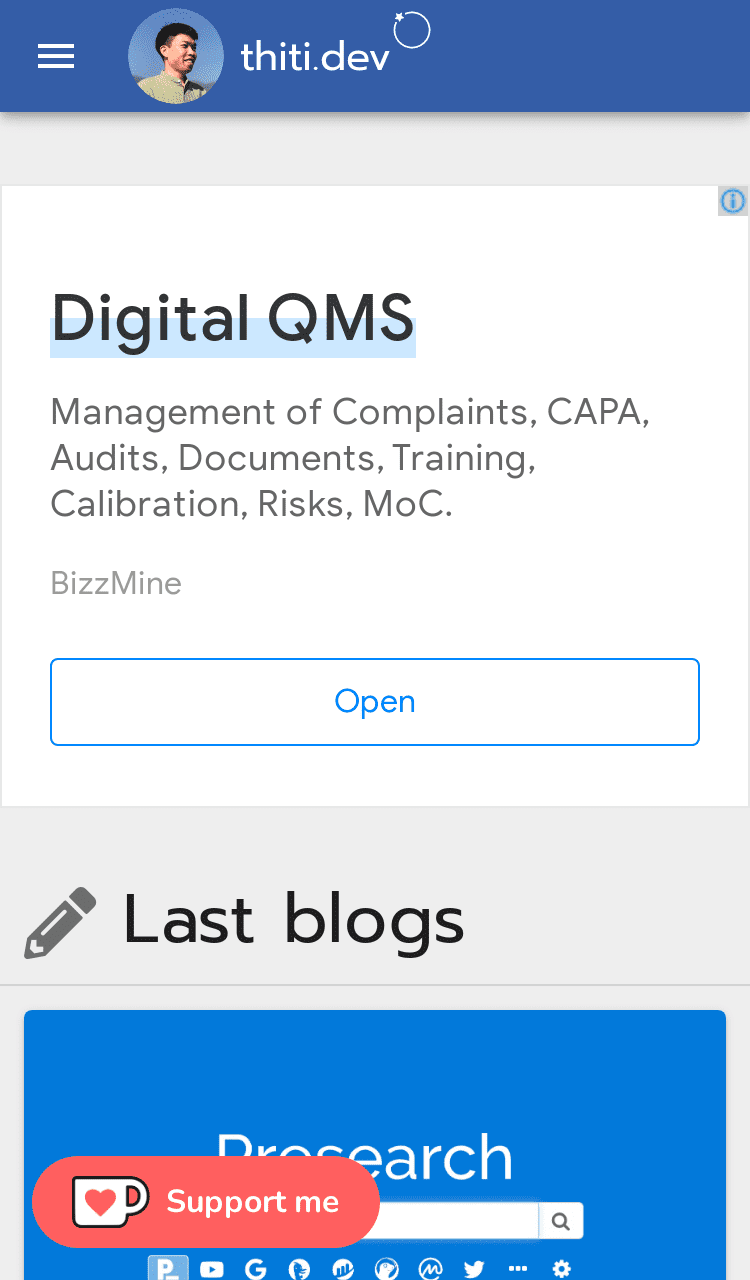 thiti.dev
Digital QMS
Management of Complaints, CAPA,
Audits, Documents, Training,
Calibration, Risks, MoC.
BizzMine
Open
Last blogs
Presearch
Support me